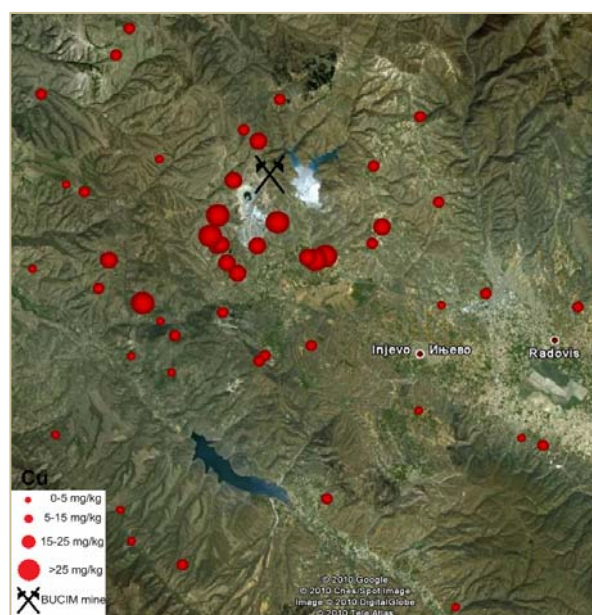 Injevo Ињево
Radovis
Cu
0-5 mg/kg
5-15 mg/kg
15-25 mg/kg
>25 mg/kg
BUCIM mine
© 2010 Google
© 2010 Cnes/Spot Image
Image © 2010 DigitalGlobe
© 2010 Tele Atlas